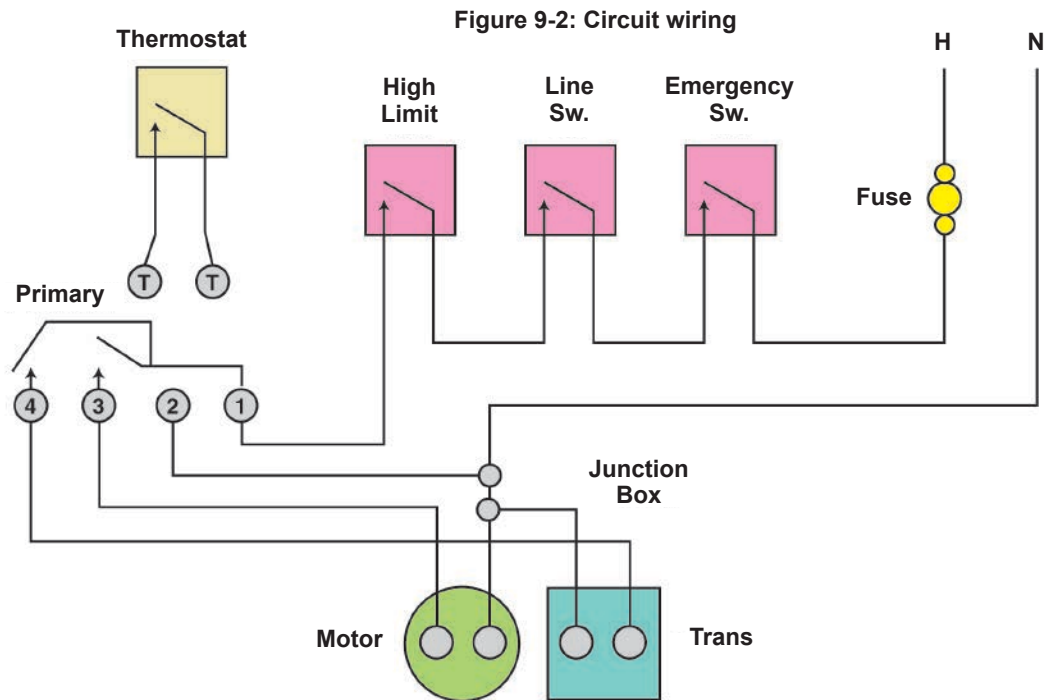 Figure 9-2: Circuit wiring
Thermostat
H
N
High
Limit
Line
Sw.
Emergency
Sw.
Fuse
T
T
Primary
4
3
2
1
Junction
Box
Motor
Trans